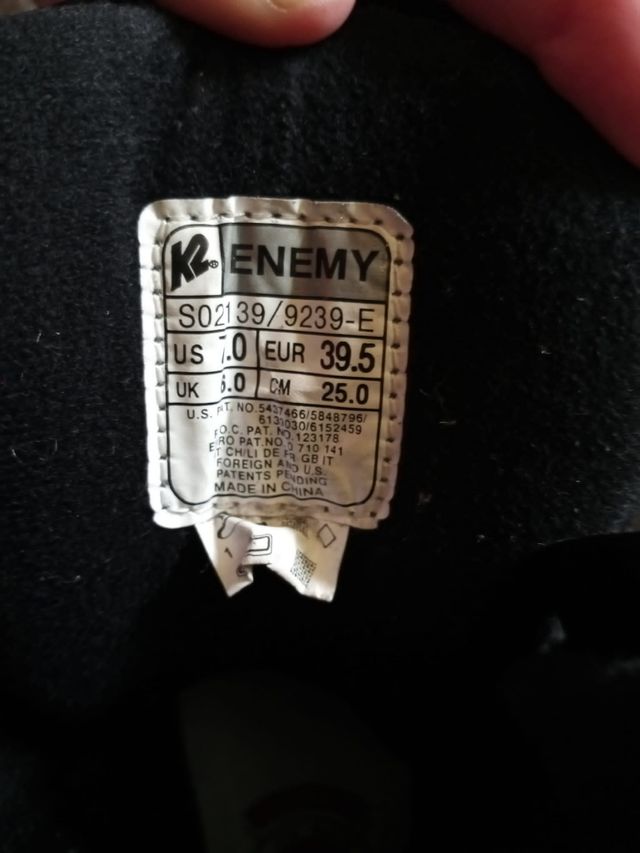 K2® ENEMY
S02139/9239-E
US 7.0 EUR 39.5
UK 6.0 CM 25.0
U.S. PAT. NO. 5437466/5848796/
6131030/6152459
P.O.C. PAT. NO. 123178
EURO PAT. NO. 0 710 141
AT CH/LI DE FR GB IT
FOREIGN AND U.S.
PATENTS PENDING
MADE IN CHINA